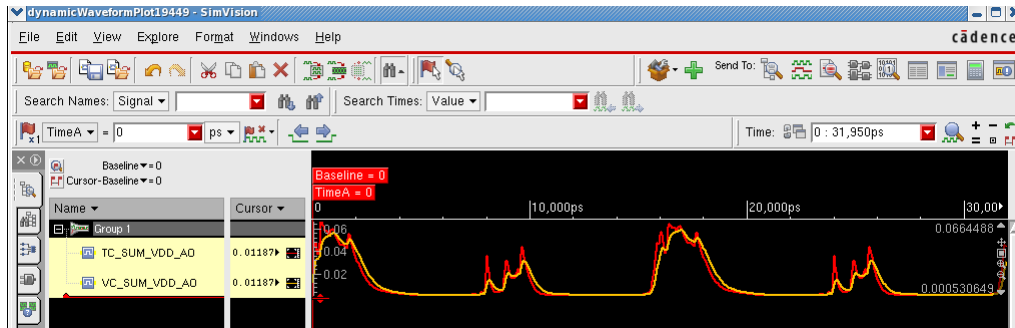 dynamicWaveformPlot19449 - SimVision
File Edit View Explore Format Windows Help
cādence
Send To:
Search Names: Signal
Search Times: Value
TimeA = 0 ps
Time: 0 : 31,950ps
x1
Baseline = 0
Cursor-Baseline = 0
Baseline = 0
TimeA = 0
Name Cursor
0 10,000ps 20,000ps 30,00
Group 1
TC_SUM_VDD_AO 0.01187
VC_SUM_VDD_AO 0.01187
0.06
0.04
0.02
0.0664488
0.000530649